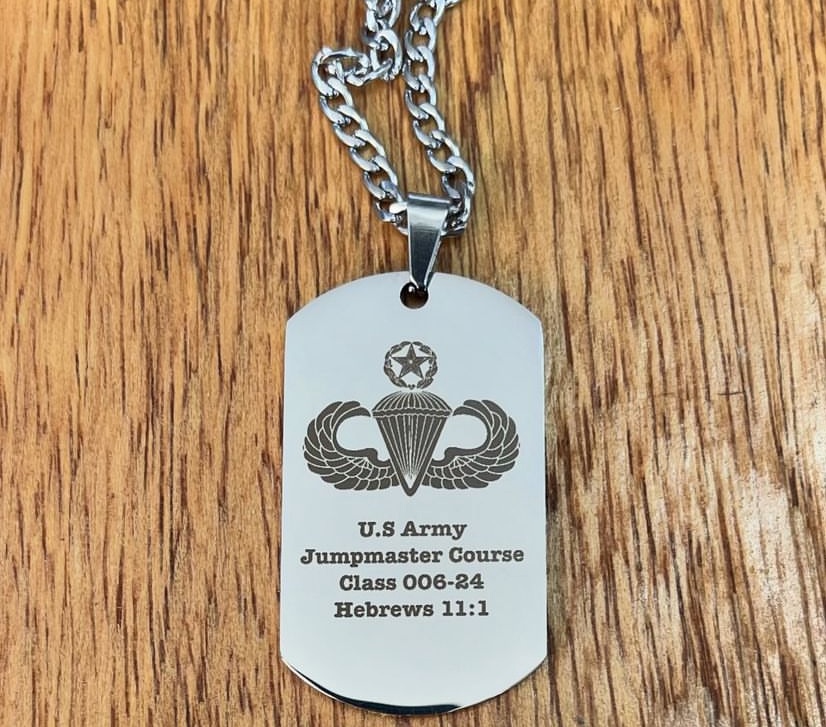 U.S Army
Jumpmaster Course
Class 006-24
Hebrews 11:1